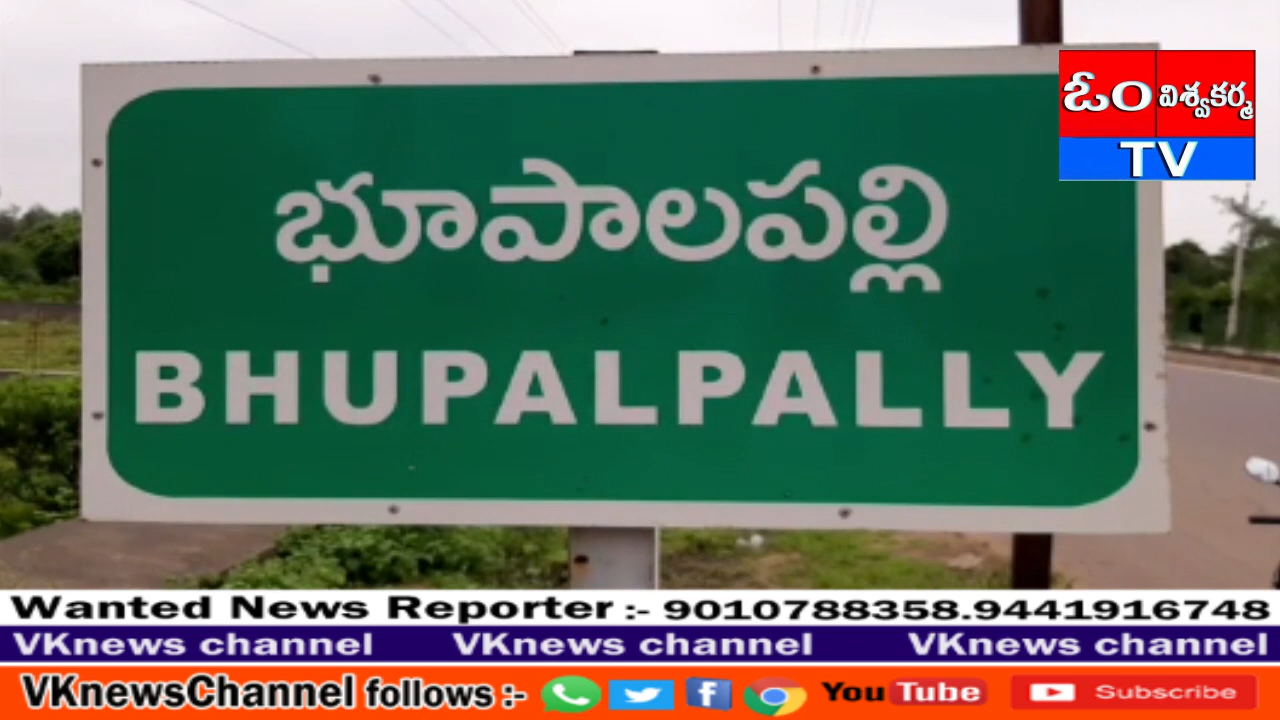 ఓం విశ్వకర్మ
TV
భూపాలపల్లి
BHUPALPALLY
Wanted News Reporter :- 9010788358.9441916748
VKnews channel VKnews channel VKnews channel
VKnewsChannel follows :- You Tube Subscribe